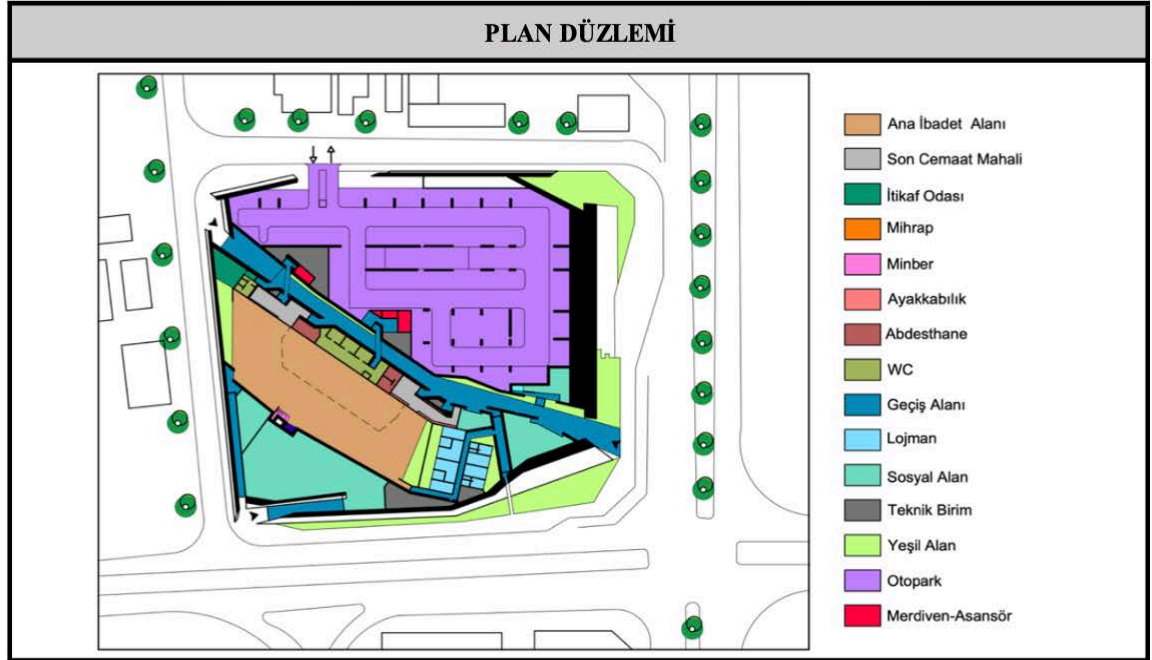 PLAN DÜZLEMİ
Ana İbadet Alanı
Son Cemaat Mahali
İtikaf Odası
Mihrap
Minber
Ayakkabılık
Abdesthane
WC
Geçiş Alanı
Lojman
Sosyal Alan
Teknik Birim
Yeşil Alan
Otopark
Merdiven-Asansör